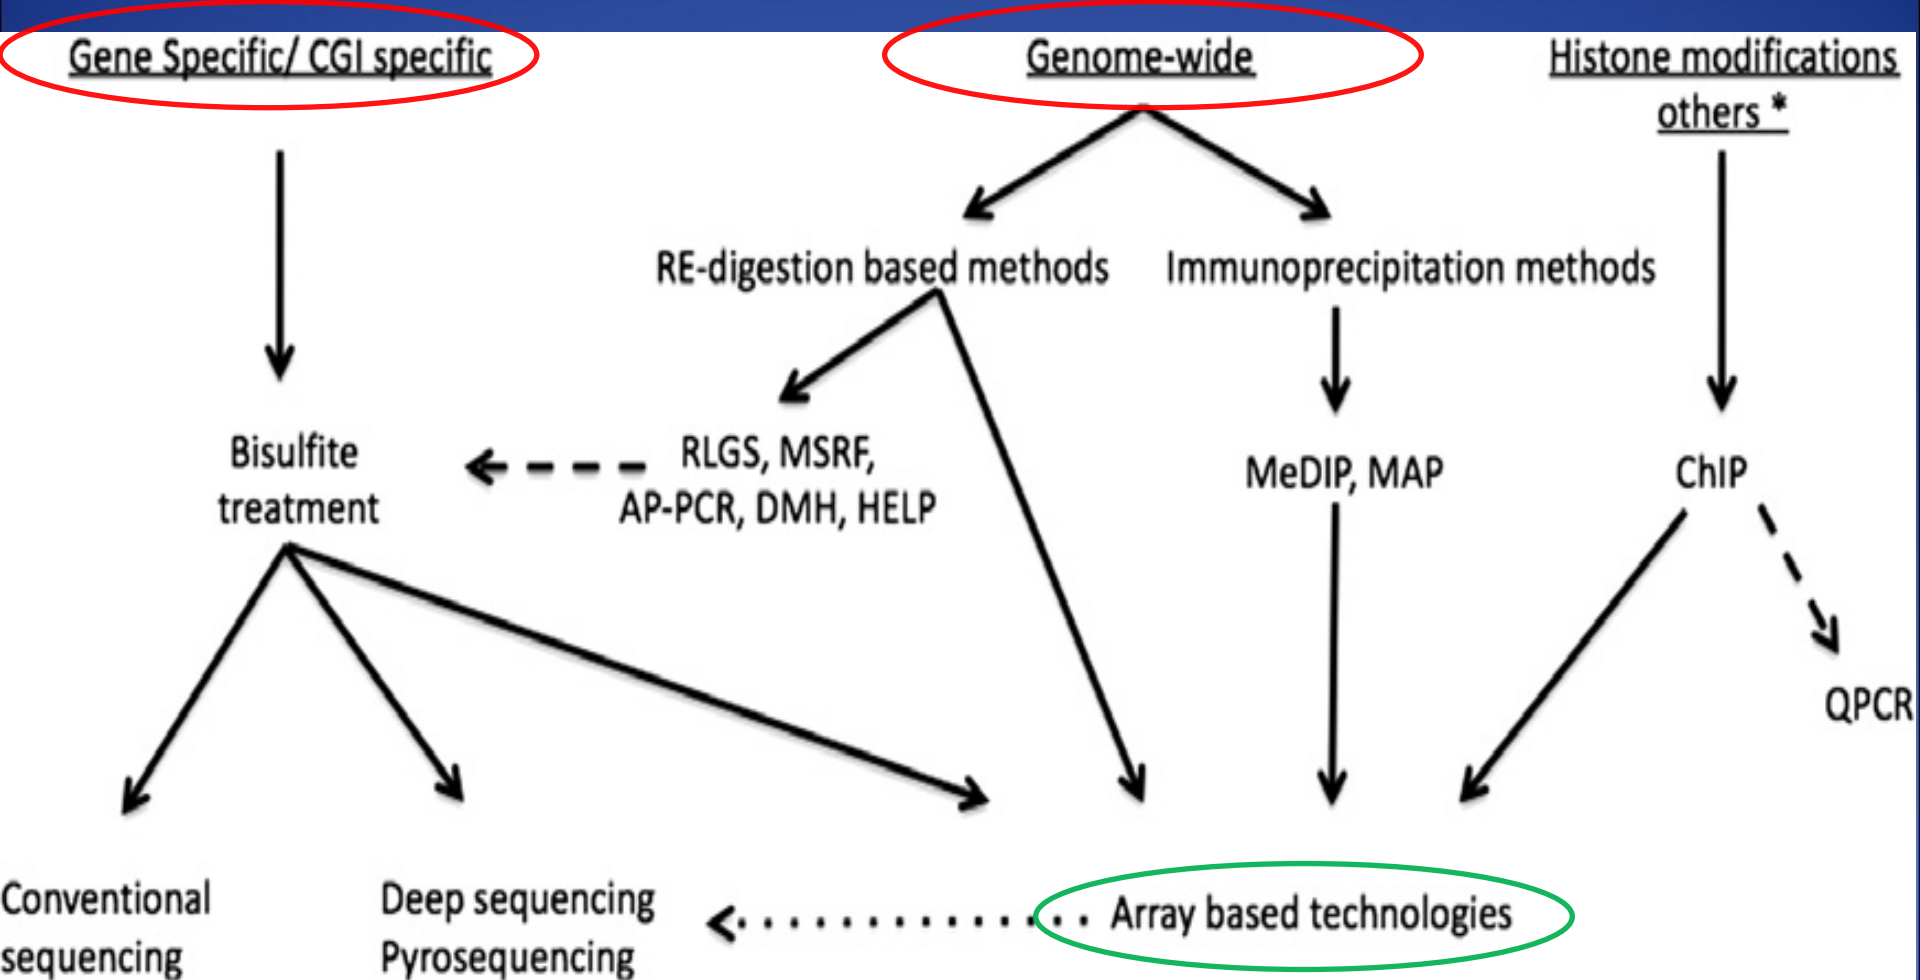 Gene Specific/ CGI specific
Genome-wide
Histone modifications
others *
RE-digestion based methods
Immunoprecipitation methods
Bisulfite
treatment
RLGS, MSRF,
AP-PCR, DMH, HELP
MeDIP, MAP
ChIP
QPCR
Conventional
sequencing
Deep sequencing
Pyrosequencing
Array based technologies